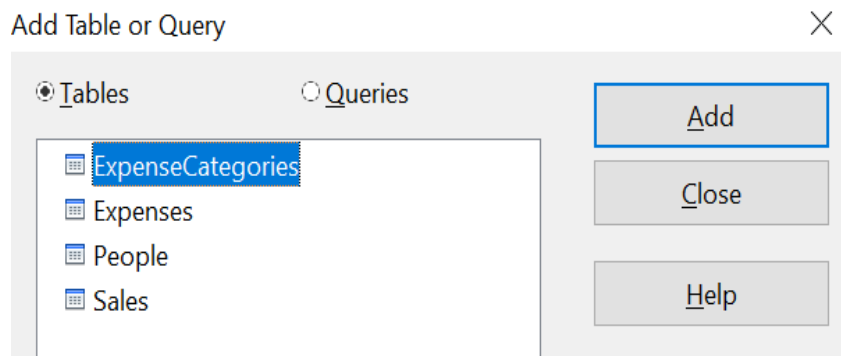 Add Table or Query
Tables
Queries
Add
ExpenseCategories
Close
Expenses
People
Sales
Help